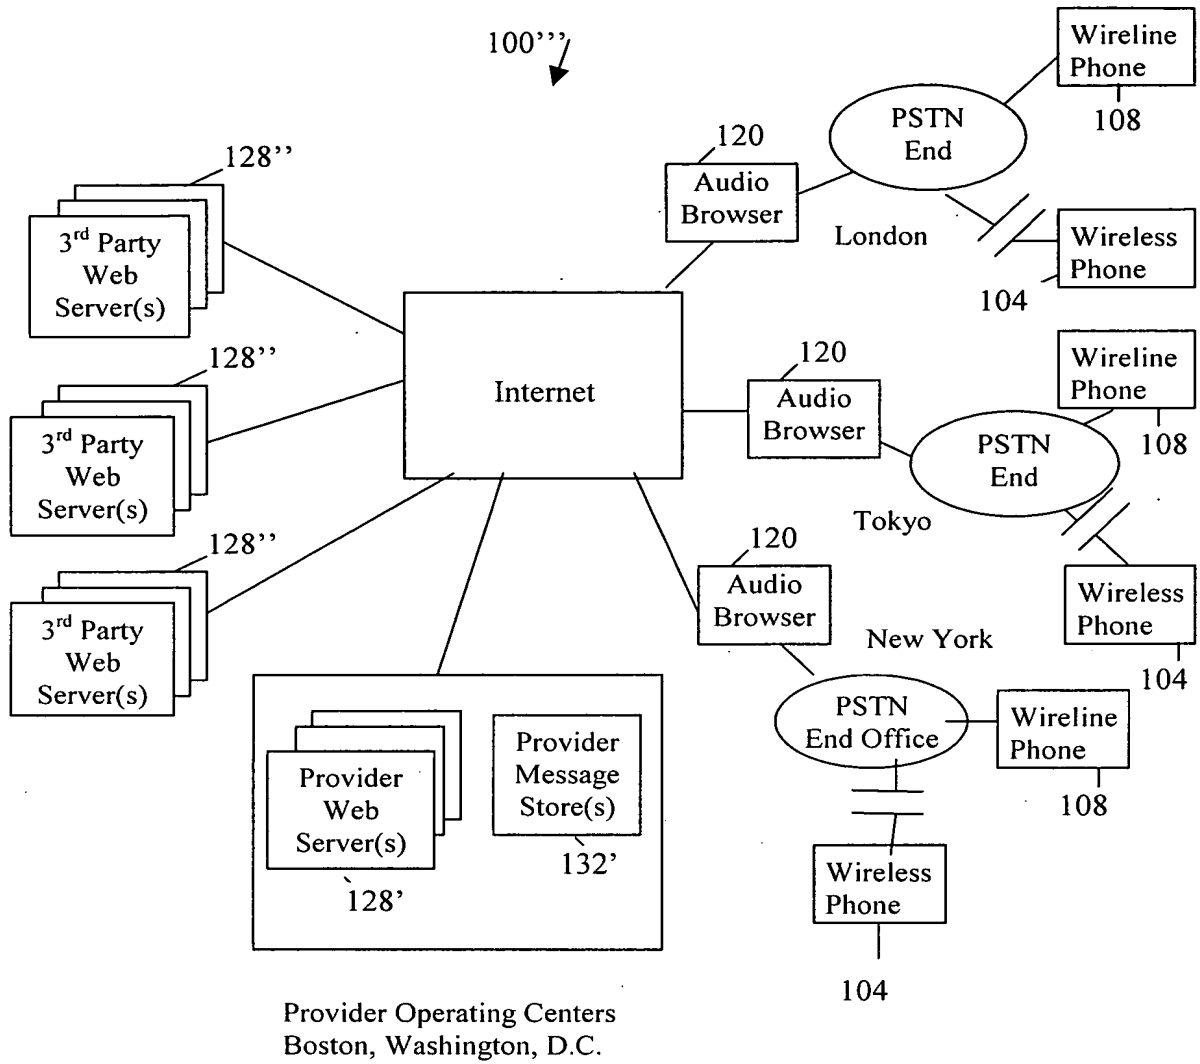 100'''
Wireline
Phone
108
PSTN
End
120
Audio
Browser
London
Wireless
Phone
104
128''
3rd Party
Web
Server(s)
Internet
120
Audio
Browser
Wireline
Phone
108
PSTN
End
Tokyo
Wireless
Phone
104
128''
3rd Party
Web
Server(s)
120
Audio
Browser
New York
128''
3rd Party
Web
Server(s)
PSTN
End Office
Wireline
Phone
108
Wireless
Phone
104
Provider
Web
Server(s)
128'
Provider
Message
Store(s)
132'
Provider Operating Centers
Boston, Washington, D.C.